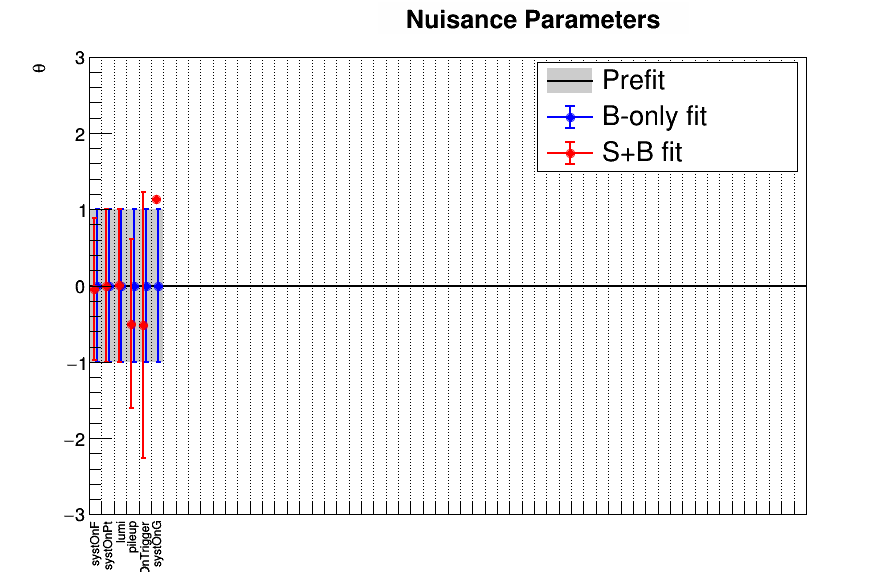 Nuisance Parameters
θ
3
2
1
0
−1
−2
−3
Prefit
B-only fit
S+B fit
systOnF
systOnPt
lumi
pileup
OnTrigger
systOnG